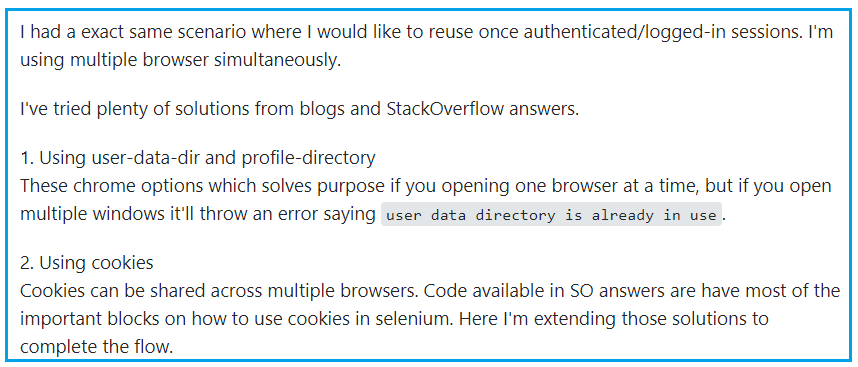 I had a exact same scenario where I would like to reuse once authenticated/logged-in sessions. I'm
using multiple browser simultaneously.
I've tried plenty of solutions from blogs and StackOverflow answers.
1. Using user-data-dir and profile-directory
These chrome options which solves purpose if you opening one browser at a time, but if you open
multiple windows it'll throw an error saying user data directory is already in use.
2. Using cookies
Cookies can be shared across multiple browsers. Code available in SO answers are have most of the
important blocks on how to use cookies in selenium. Here I'm extending those solutions to
complete the flow.